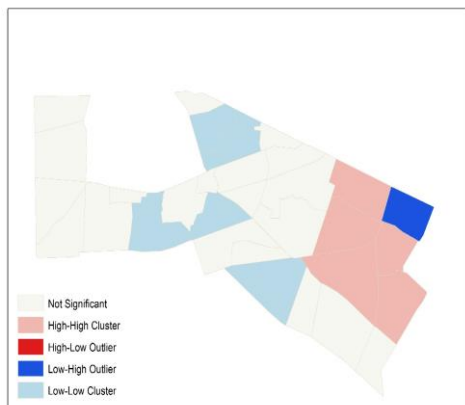 Not Significant
High-High Cluster
High-Low Outlier
Low-High Outlier
Low-Low Cluster